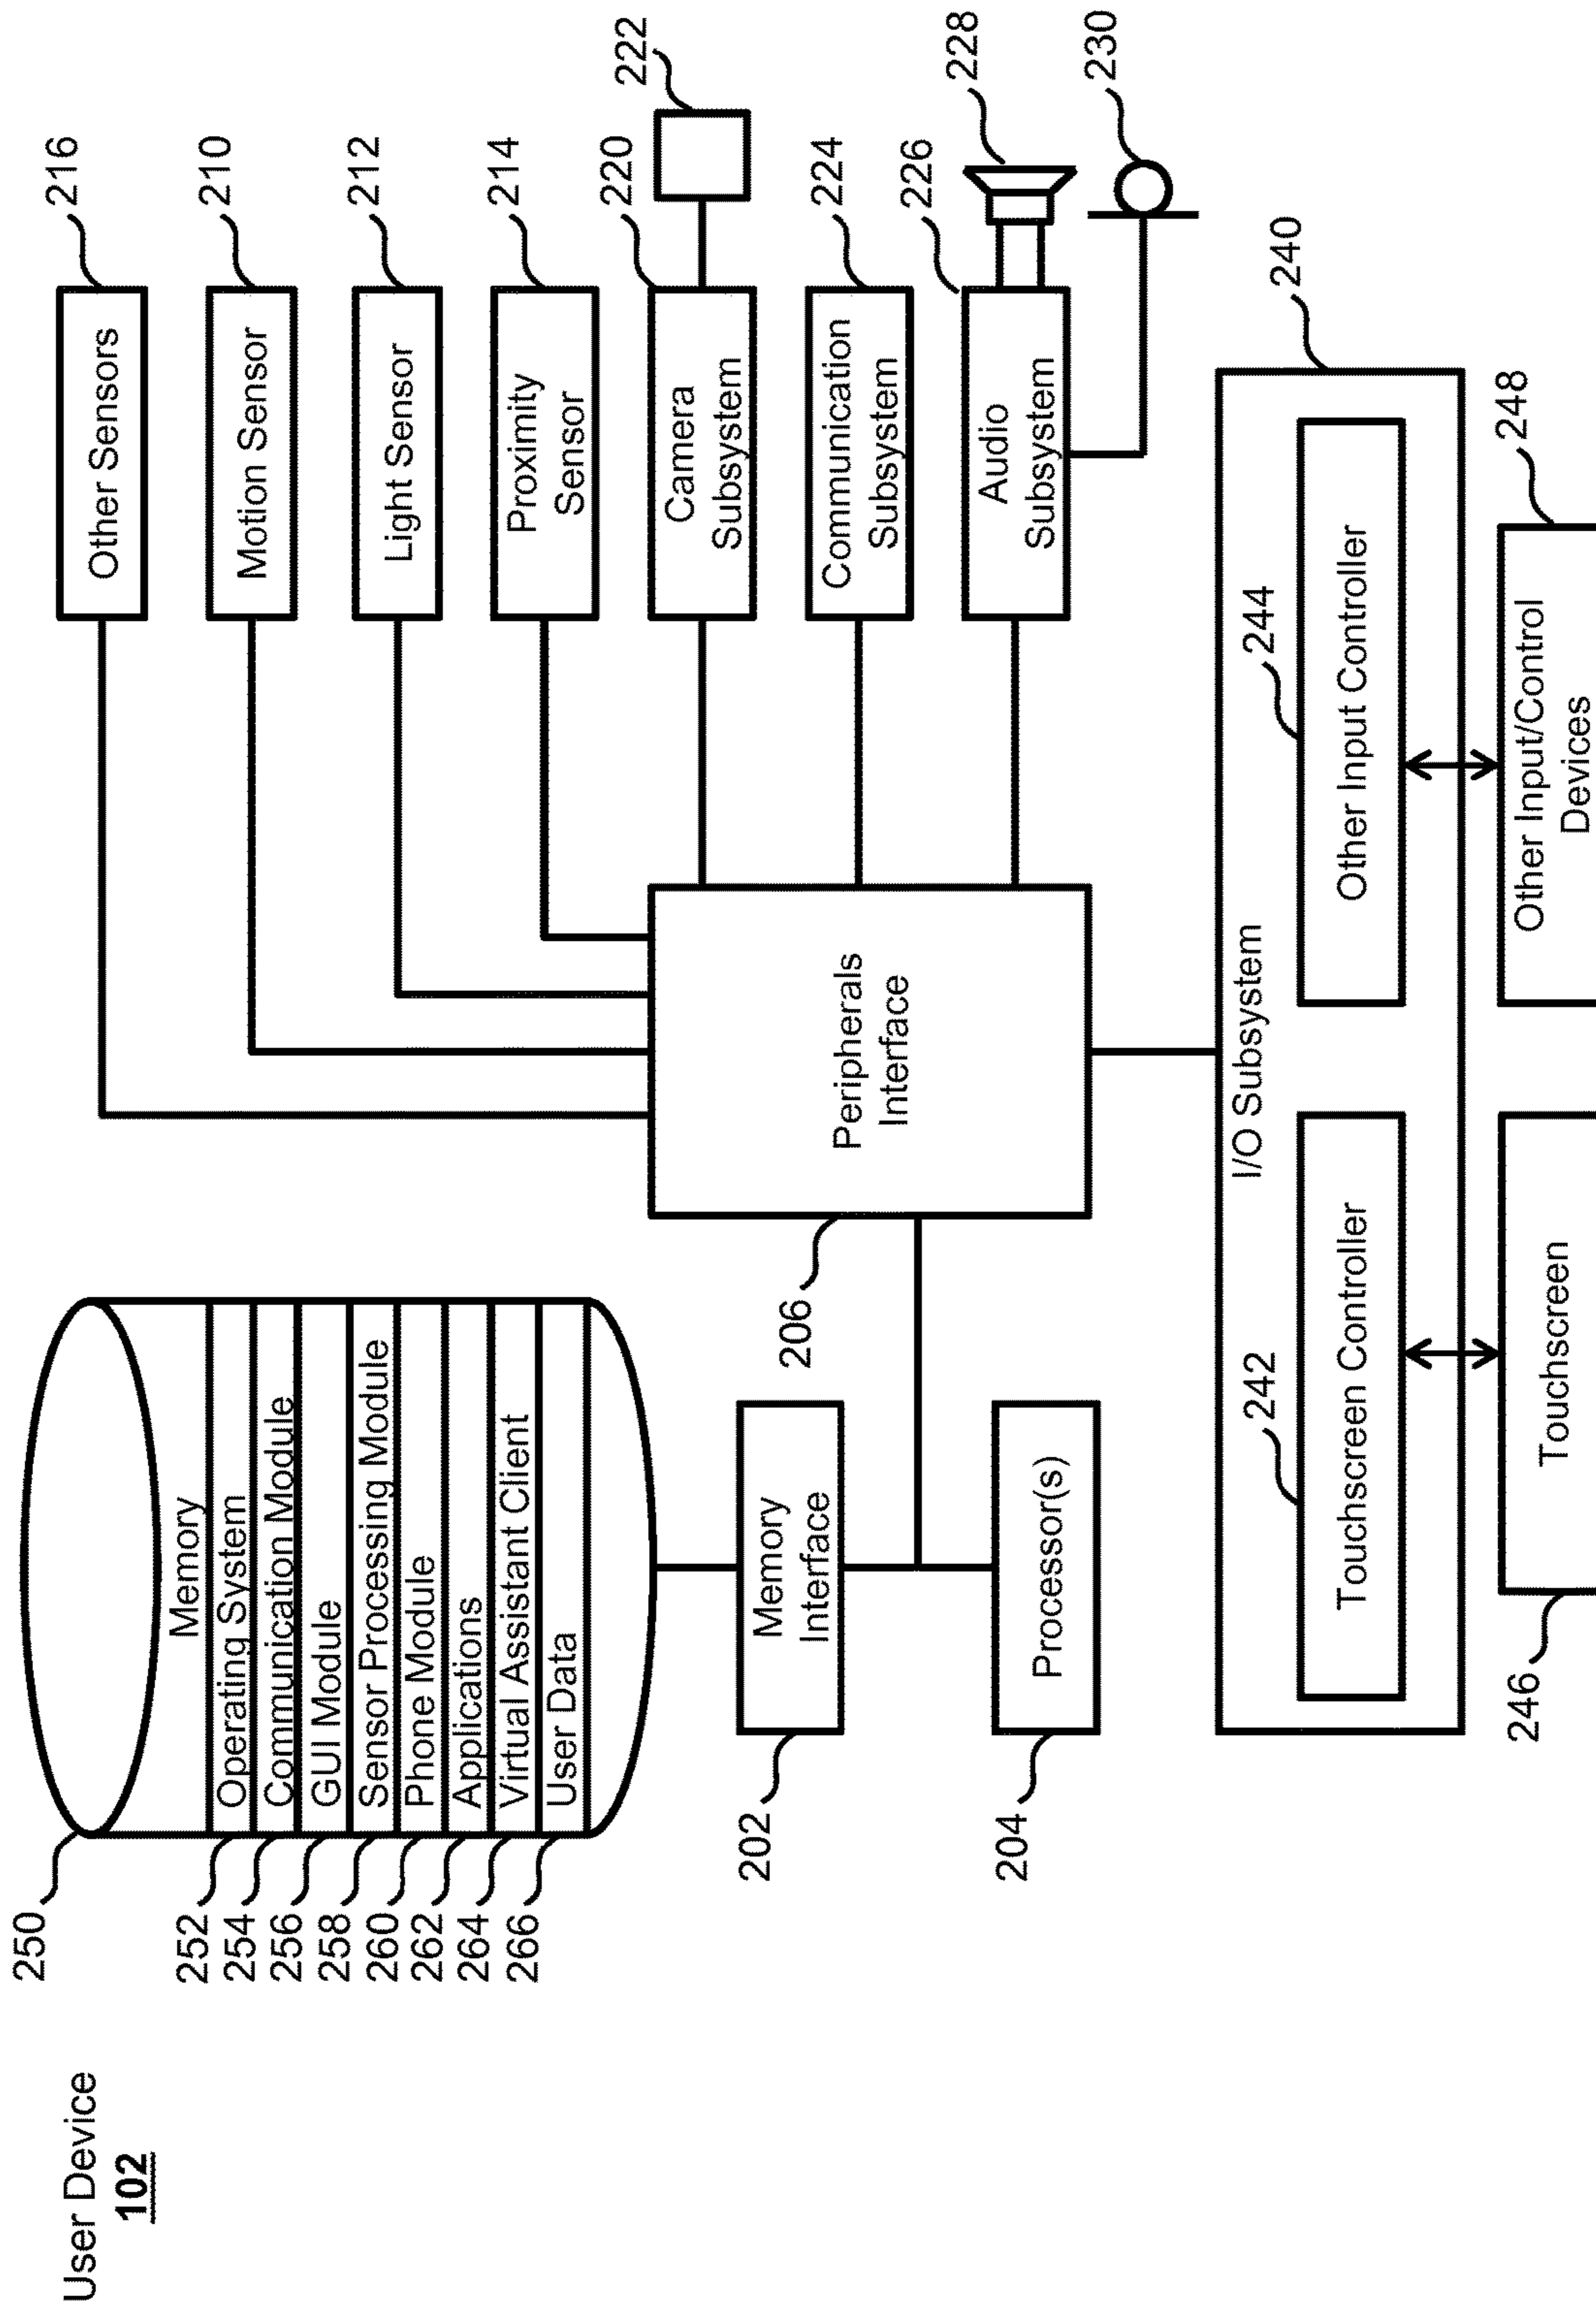 User Device
102
250
Memory
252
Operating System
254
Communication Module
256
GUI Module
258
Sensor Processing Module
260
Phone Module
262
Applications
264
Virtual Assistant Client
266
User Data
202
Memory
Interface
204
Processor(s)
206
Peripherals
Interface
216
Other Sensors
210
Motion Sensor
212
Light Sensor
214
Proximity
Sensor
220
Camera
Subsystem
222
224
Communication
Subsystem
226
Audio
Subsystem
228
230
240
I/O Subsystem
242
Touchscreen Controller
244
Other Input Controller
246
Touchscreen
248
Other Input/Control
Devices